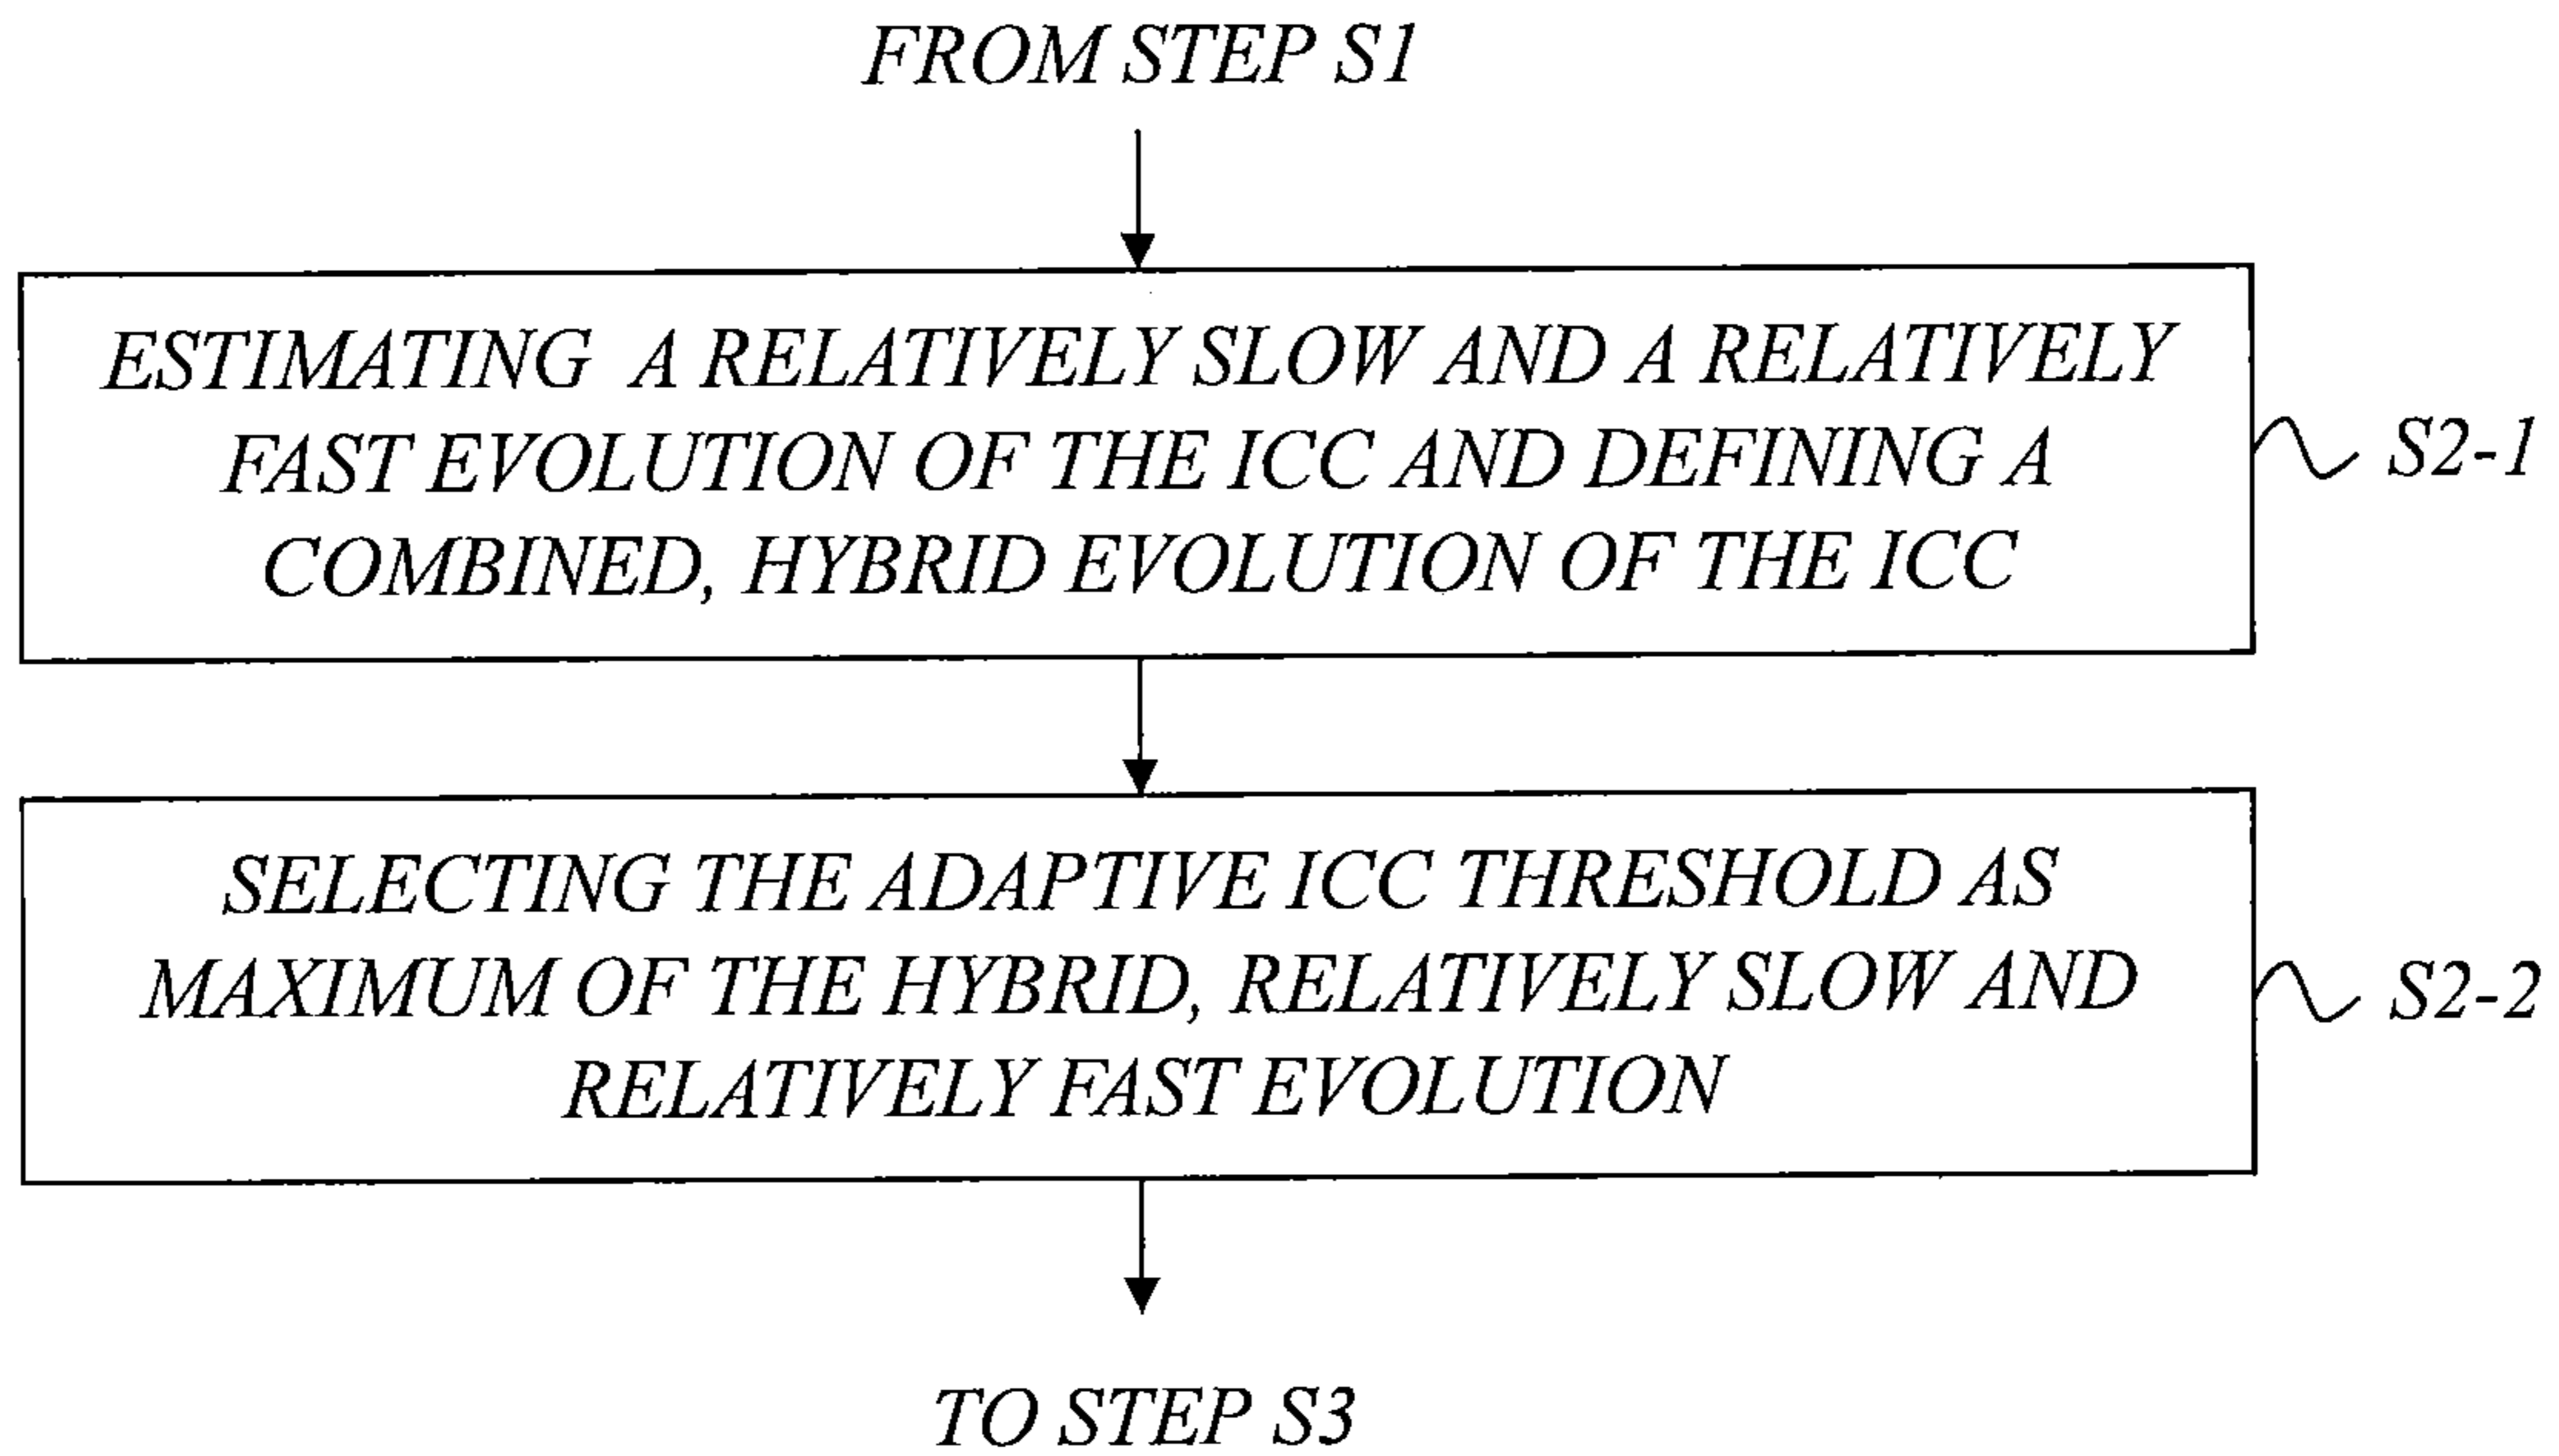 FROM STEP S1
ESTIMATING A RELATIVELY SLOW AND A RELATIVELY
FAST EVOLUTION OF THE ICC AND DEFINING A
COMBINED, HYBRID EVOLUTION OF THE ICC
S2-1
SELECTING THE ADAPTIVE ICC THRESHOLD AS
MAXIMUM OF THE HYBRID, RELATIVELY SLOW AND
RELATIVELY FAST EVOLUTION
S2-2
TO STEP S3